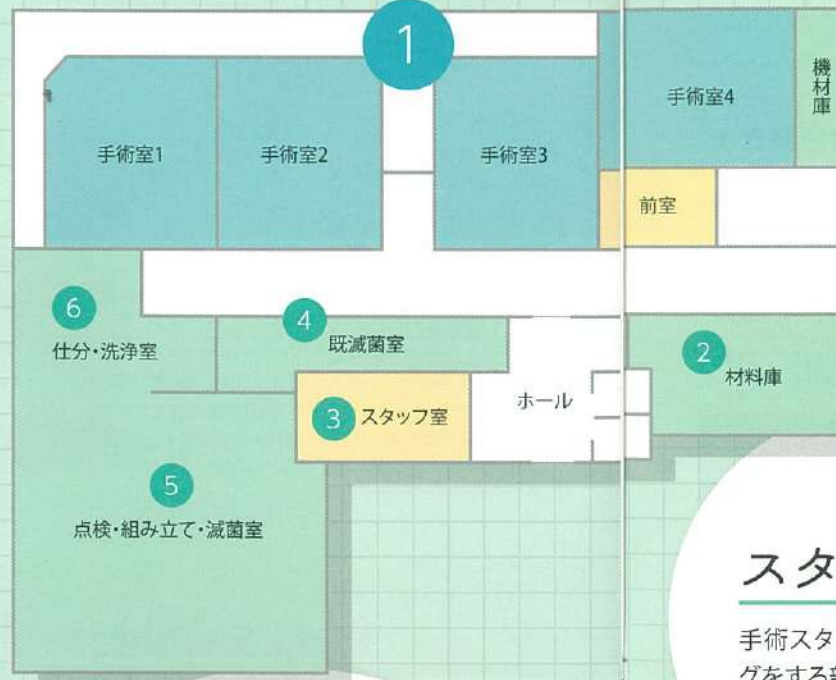 1
手術室1
手術室2
手術室3
手術室4
機材庫
前室
6
仕分・洗浄室
4
既滅菌室
2
材料庫
3
スタッフ室
ホール
5
点検・組み立て・滅菌室
スタ
手術スタ
グをする